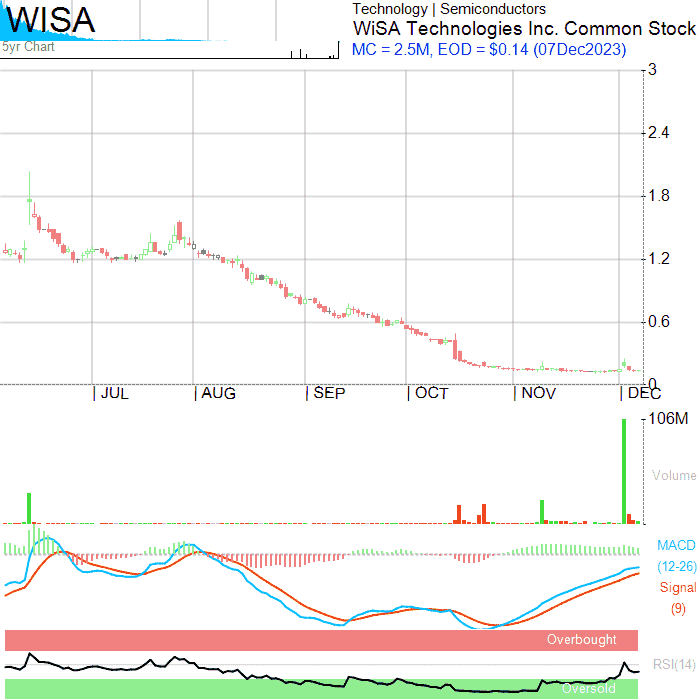 WISA
5yr Chart
Technology | Semiconductors
WiSA Technologies Inc. Common Stock
MC = 2.5M, EOD = $0.14 (07Dec2023)
3
2.4
1.8
1.2
0.6
0
| JUL | AUG | SEP | OCT | NOV | DEC
106M
Volume
MACD
(12-26)
Signal
(9)
Overbought
RSI(14)
Oversold